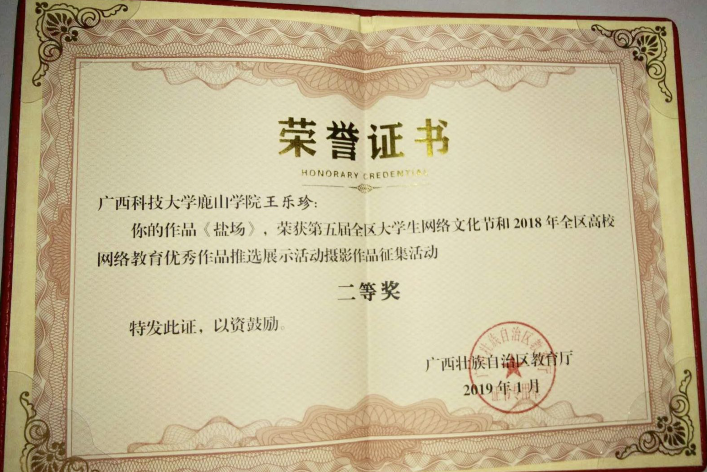 荣誉证书
HONORARY CREDENTIAL
广西科技大学鹿山学院王乐珍：
你的作品《盐场》，荣获第五届全区大学生网络文化节和2018年全区高校
网络教育优秀作品推选展示活动摄影作品征集活动
二等奖
特发此证，以资鼓励。
广西壮族自治区教育厅
2019年1月